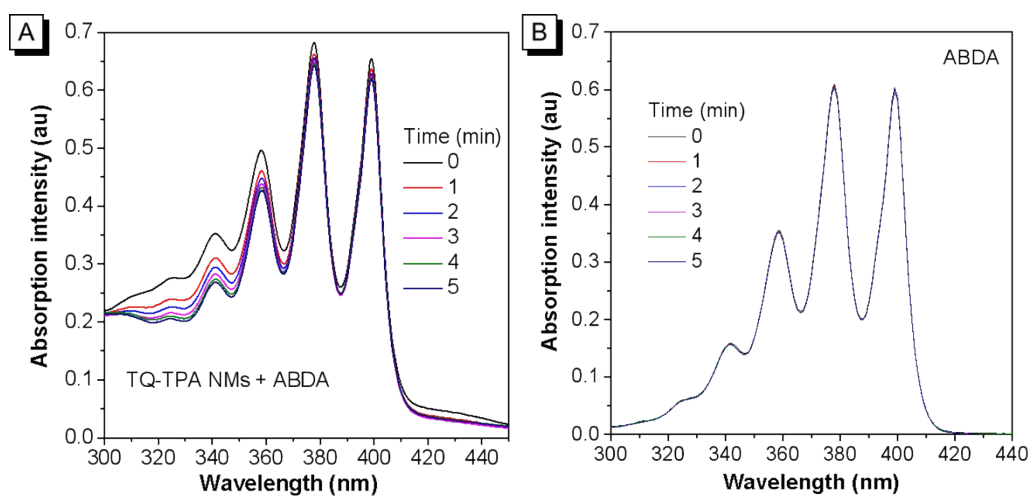 A
B
0.7
0.6
0.5
0.4
0.3
0.2
0.1
0.0
Absorption intensity (au)
Time (min)
0
1
2
3
4
5
TQ-TPA NMs + ABDA
300 320 340 360 380 400 420 440
Wavelength (nm)
0.7
0.6
0.5
0.4
0.3
0.2
0.1
0.0
Absorption intensity (au)
ABDA
Time (min)
0
1
2
3
4
5
300 320 340 360 380 400 420 440
Wavelength (nm)